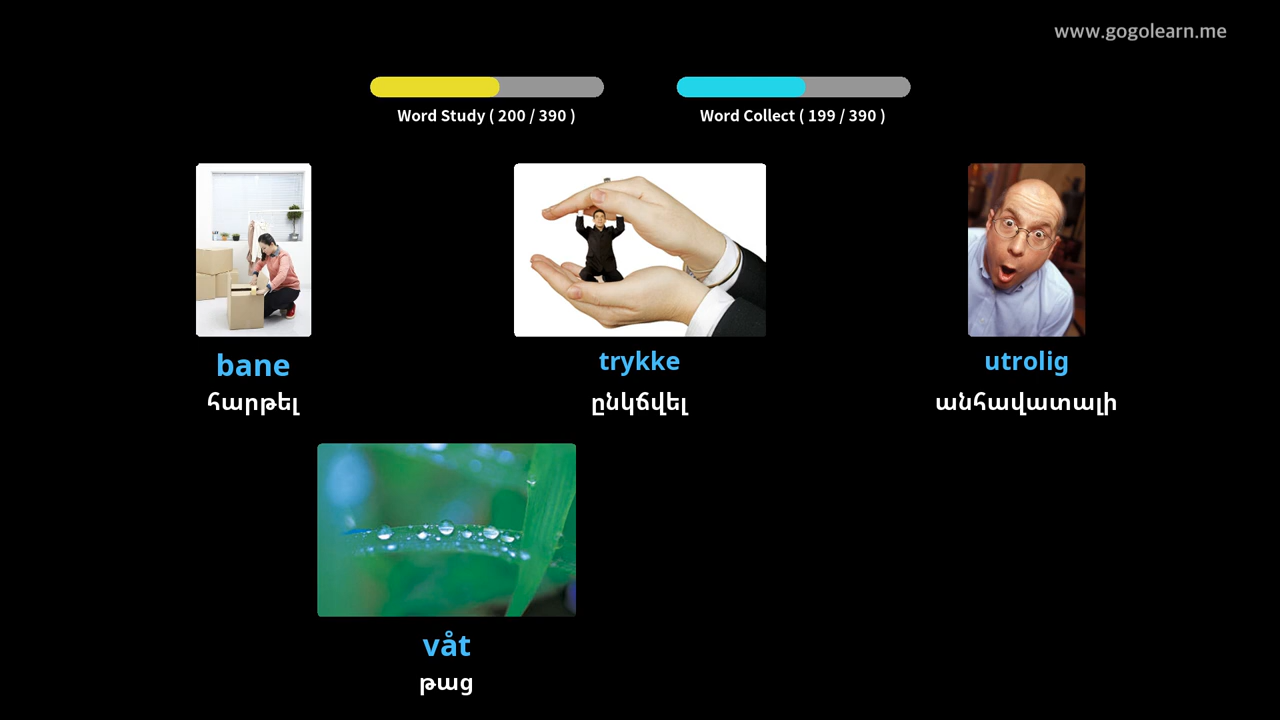 www.gogolearn.me
Word Study ( 200 / 390 )
Word Collect ( 199 / 390 )
bane
հարթել
trykke
ընկճվել
utrolig
անհավատալի
våt
թաց